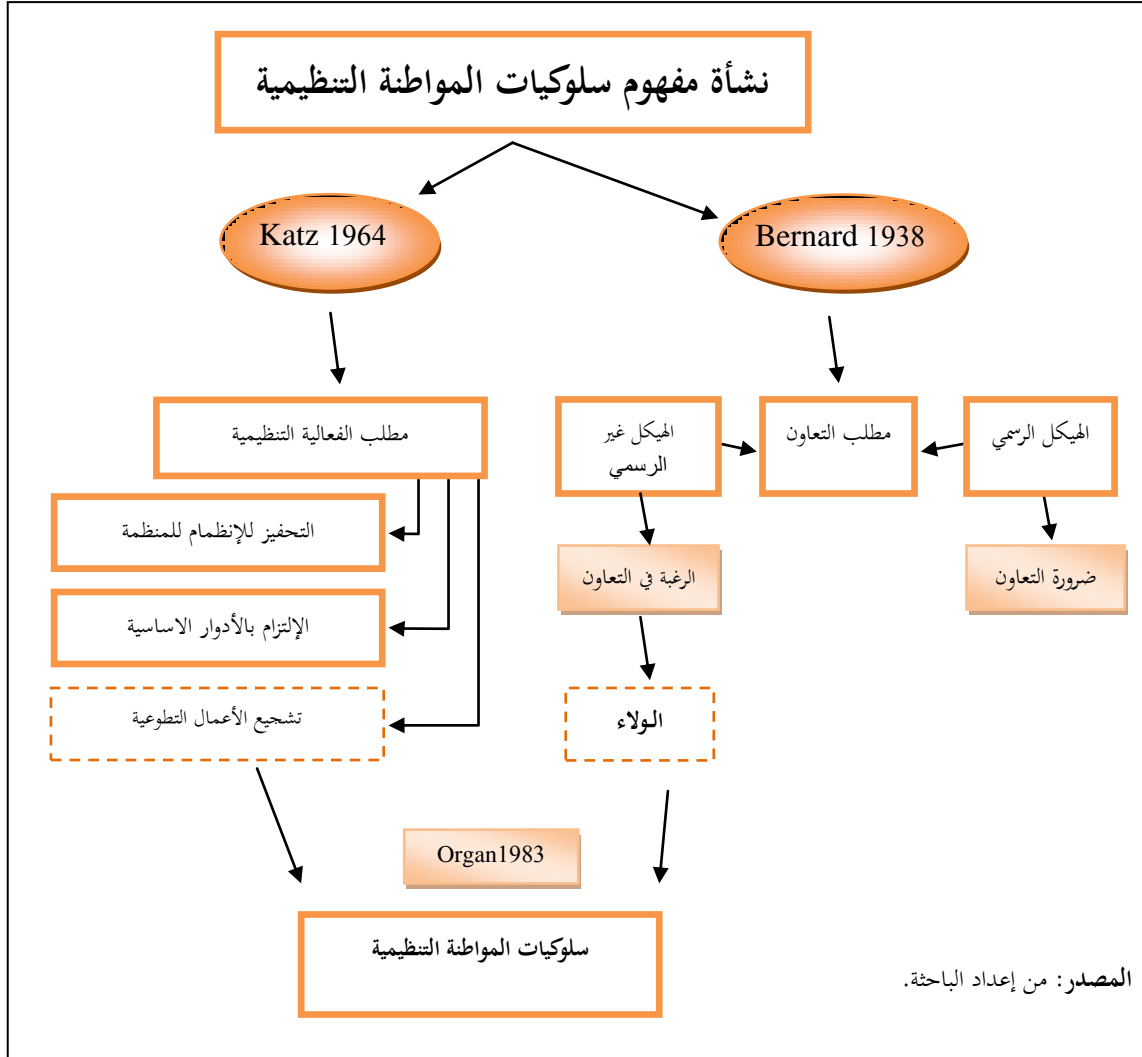 نشأة مفهوم سلوكيات المواطنة التنظيمية
Bernard 1938
Katz 1964
الهيكل الرسمي
مطلب التعاون
الهيكل غير
الرسمي
مطلب الفعالية التنظيمية
التحفيز للإنظمام للمنظمة
ضرورة التعاون
الرغبة في التعاون
الإلتزام بالأدوار الاساسية
الـولاء
تشجيع الأعمال التطوعية
Organ1983
سلوكيات المواطنة التنظيمية
المصدر: من إعداد الباحثة.